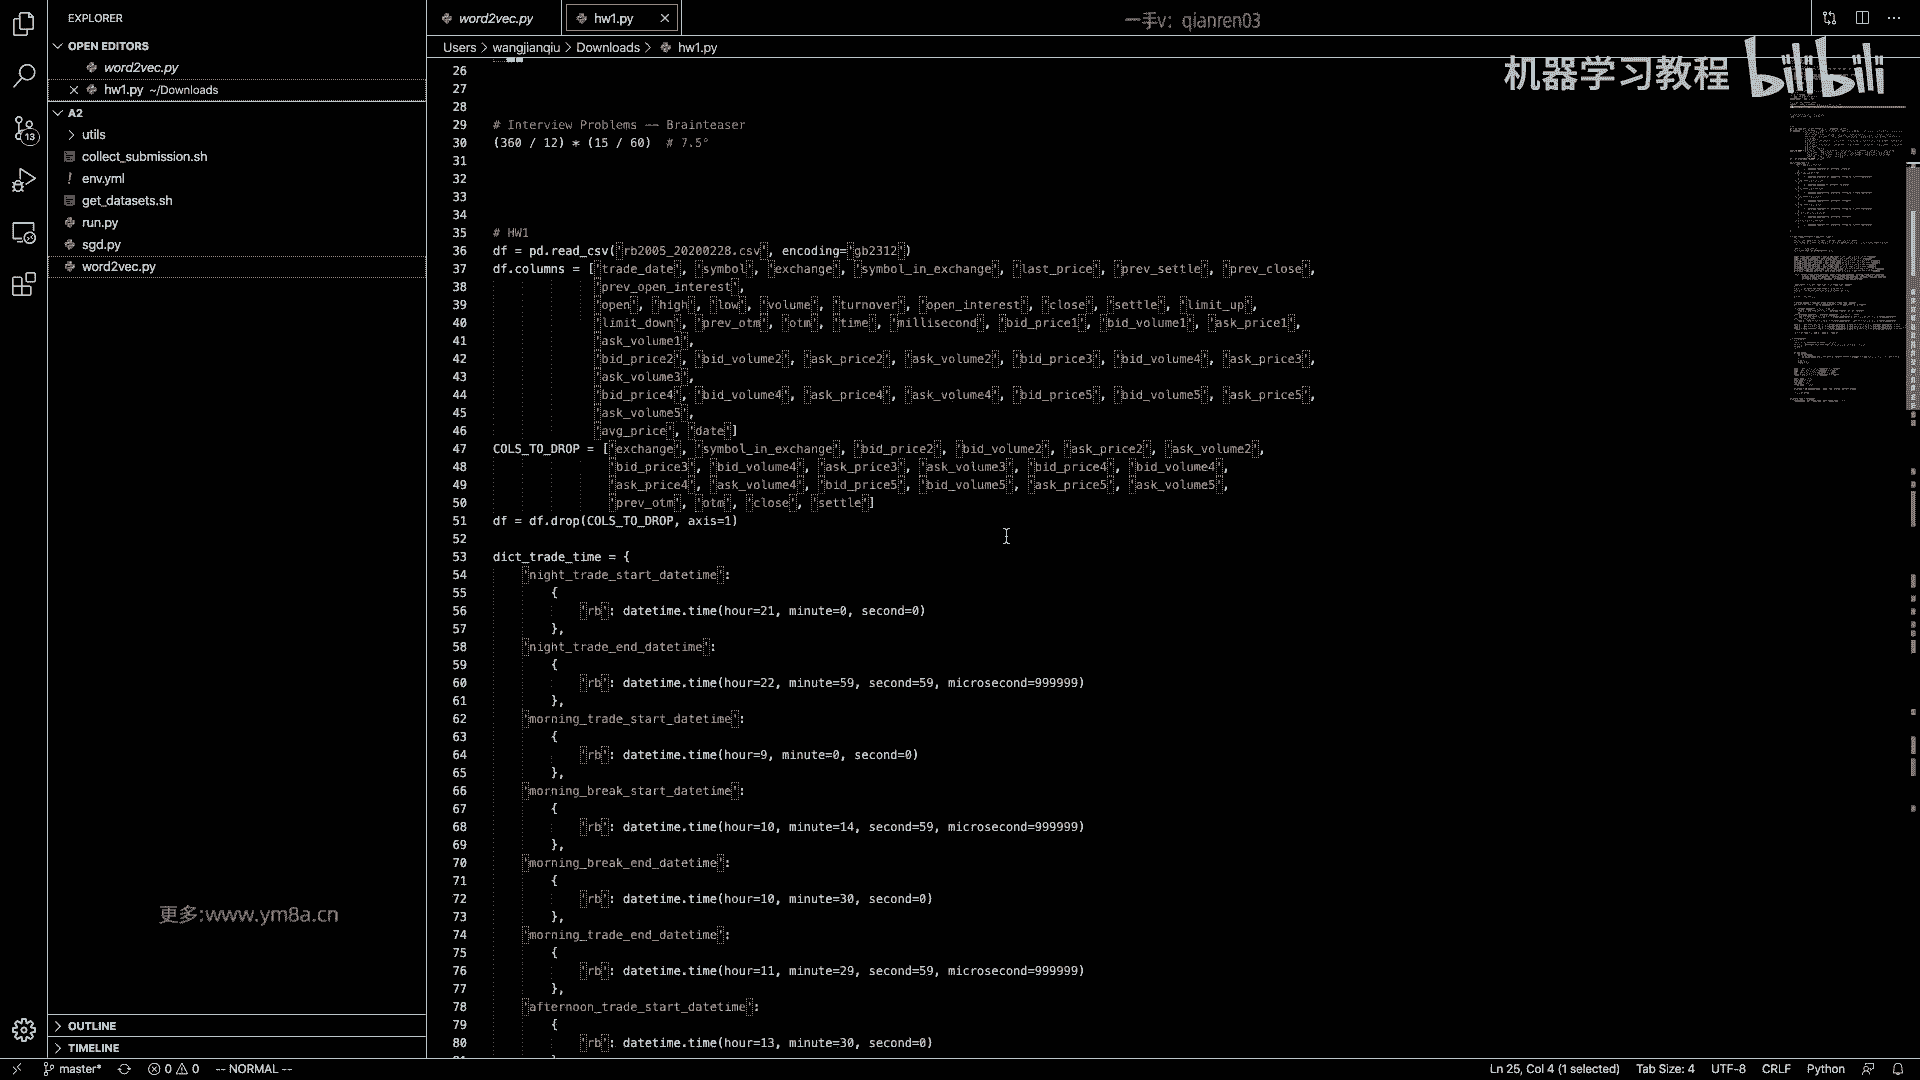 EXPLORER
word2vec.py
hw1.py
一手v: qianren03
OPEN EDITORS
Users > wangjianqiu > Downloads > hw1.py
word2vec.py
机器学习教程 bilibili
hw1.py ~/Downloads
A2
utils
collect_submission.sh
env.yml
get_datasets.sh
run.py
sgd.py
word2vec.py
26
27
28
29 # Interview Problems -- Brainteaser
30 (360 / 12) * (15 / 60)  # 7.5°
31
32
33
34
35 # HW1
36 df = pd.read_csv('rb2005_20200228.csv', encoding='gb2312')
37 df.columns = ['trade_date', 'symbol', 'exchange', 'symbol_in_exchange', 'last_price', 'prev_settle', 'prev_close',
38 'prev_open_interest',
39 'open', 'high', 'low', 'volume', 'turnover', 'open_interest', 'close', 'settle', 'limit_up',
40 'limit_down', 'prev_otm', 'otm', 'time', 'millisecond', 'bid_price1', 'bid_volume1', 'ask_price1',
41 'ask_volume1',
42 'bid_price2', 'bid_volume2', 'ask_price2', 'ask_volume2', 'bid_price3', 'bid_volume4', 'ask_price3',
43 'ask_volume3',
44 'bid_price4', 'bid_volume4', 'ask_price4', 'ask_volume4', 'bid_price5', 'bid_volume5', 'ask_price5',
45 'ask_volume5',
46 'avg_price', 'date']
47 COLS_TO_DROP = ['exchange', 'symbol_in_exchange', 'bid_price2', 'bid_volume2', 'ask_price2', 'ask_volume2',
48 'bid_price3', 'bid_volume4', 'ask_price3', 'ask_volume3', 'bid_price4', 'bid_volume4',
49 'ask_price4', 'ask_volume4', 'bid_price5', 'bid_volume5', 'ask_price5', 'ask_volume5',
50 'prev_otm', 'otm', 'close', 'settle']
51 df = df.drop(COLS_TO_DROP, axis=1)
52
53 dict_trade_time = {
54 'night_trade_start_datetime':
55 {
56 'rb': datetime.time(hour=21, minute=0, second=0)
57 },
58 'night_trade_end_datetime':
59 {
60 'rb': datetime.time(hour=22, minute=59, second=59, microsecond=999999)
61 },
62 'morning_trade_start_datetime':
63 {
64 'rb': datetime.time(hour=9, minute=0, second=0)
65 },
66 'morning_break_start_datetime':
67 {
68 'rb': datetime.time(hour=10, minute=14, second=59, microsecond=999999)
69 },
70 'morning_break_end_datetime':
71 {
72 'rb': datetime.time(hour=10, minute=30, second=0)
73 },
74 'morning_trade_end_datetime':
75 {
76 'rb': datetime.time(hour=11, minute=29, second=59, microsecond=999999)
77 },
78 'afternoon_trade_start_datetime':
79 {
80 'rb': datetime.time(hour=13, minute=30, second=0)
13
更多:www.ym8a.cn
OUTLINE
TIMELINE
master* 0 0 -- NORMAL -- Ln 25, Col 4 (1 selected) Tab Size: 4 UTF-8 CRLF Python